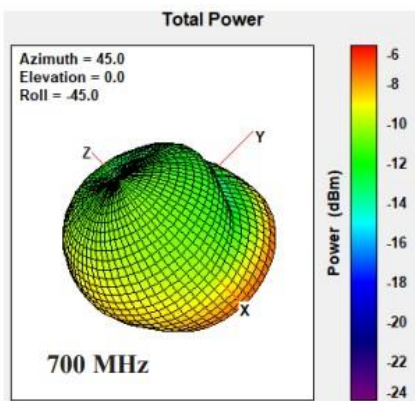 Total Power
Azimuth = 45.0
Elevation = 0.0
Roll = -45.0
Z
Y
X
700 MHz
Power (dBm)
-6
-8
-10
-12
-14
-16
-18
-20
-22
-24